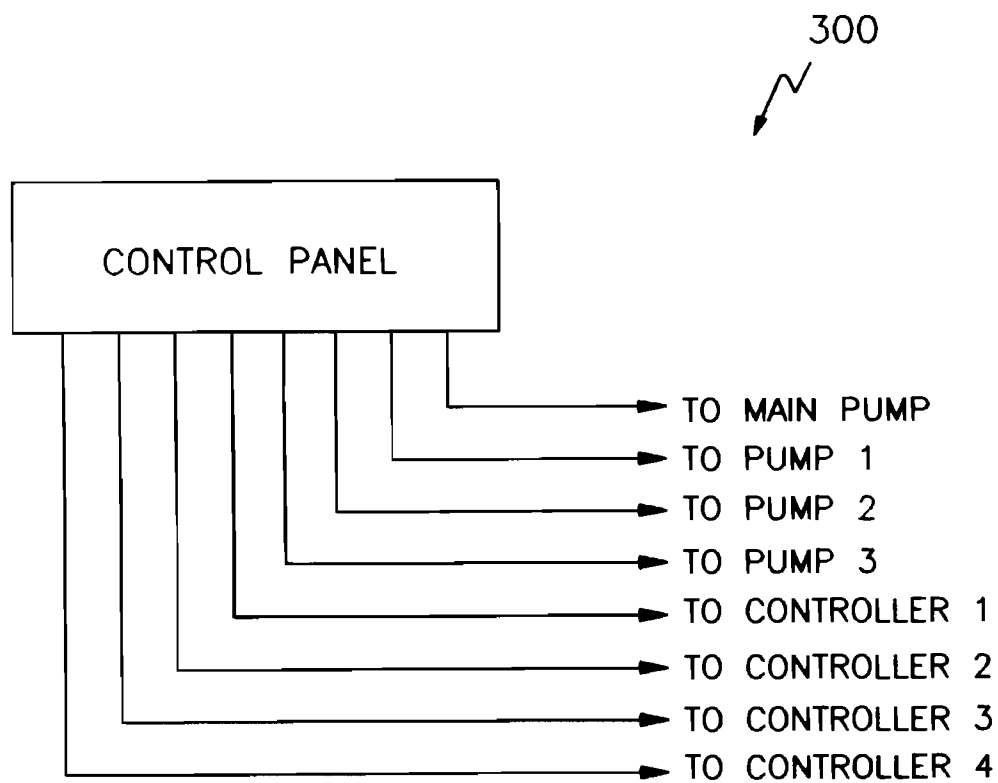 300
CONTROL PANEL
TO MAIN PUMP
TO PUMP 1
TO PUMP 2
TO PUMP 3
TO CONTROLLER 1
TO CONTROLLER 2
TO CONTROLLER 3
TO CONTROLLER 4